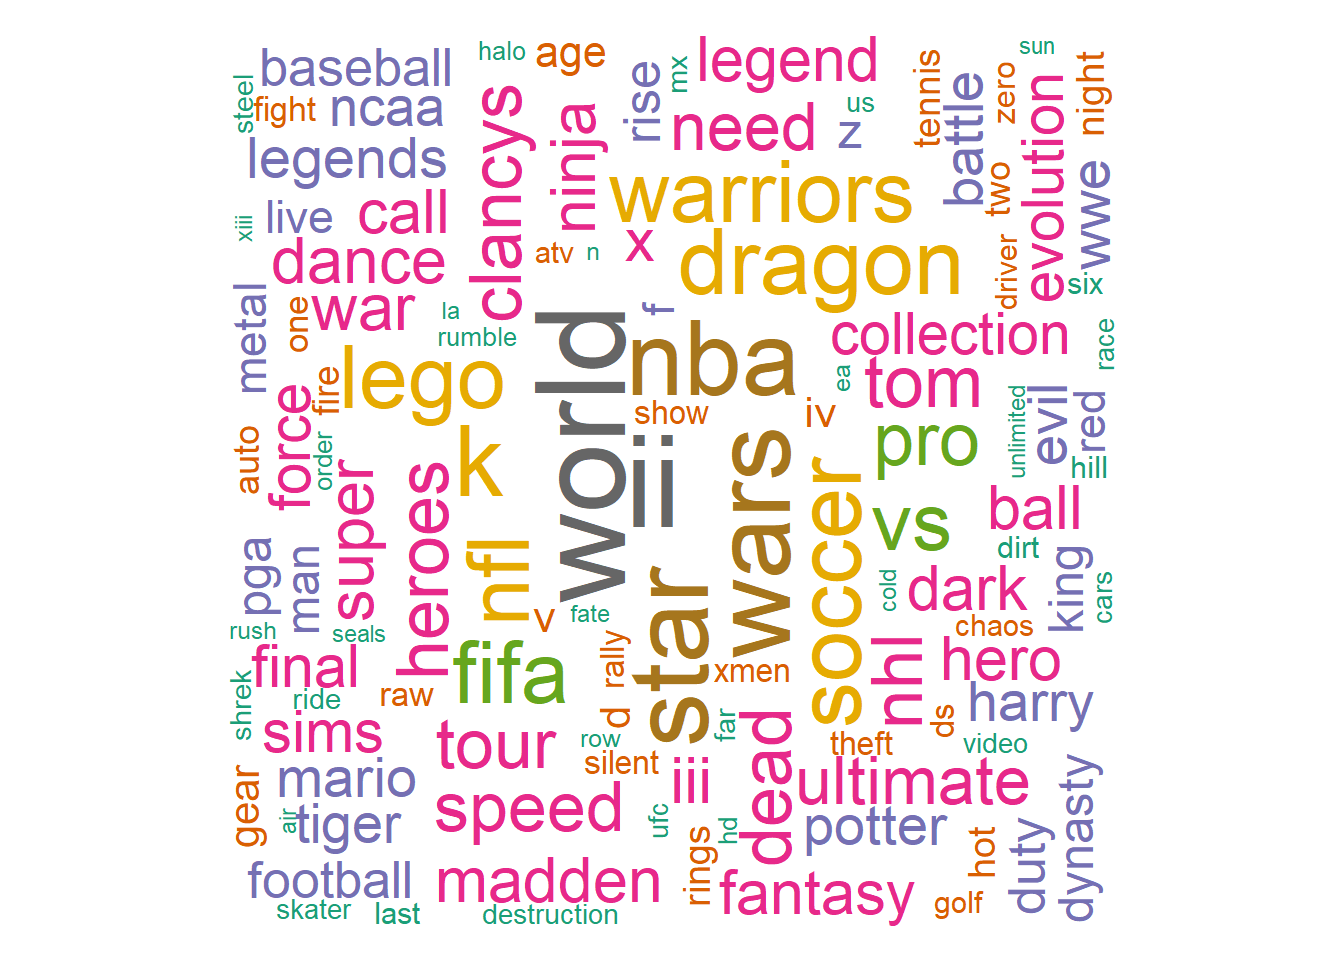 halo
age
sun
baseball
legend
steel
fight
ncaa
clancys
ninja
rise
mx
need
z
us
tennis
battle
zero
two
evolution
night
wwe
legends
warriors
xiii
live
call
dance
atv
n
x
dragon
driver
six
metal
one
war
la
rumble
world
f
nba
collection
race
lego
fire
force
show
iv
ea
tom
unlimited
evil
red
auto
order
super
heroes
k
ii
wars
soccer
pro
hill
vs
ball
dirt
pga
man
nfl
star
cold
dark
king
cars
rush
seals
v
fate
chaos
final
fifa
rally
xmen
nhl
hero
shrek
ride
raw
d
far
harry
sims
tour
row
silent
theft
ds
video
gear
mario
iii
dead
ultimate
air
tiger
speed
ufc
hd
potter
hot
duty
dynasty
football
madden
rings
fantasy
golf
skater
last
destruction